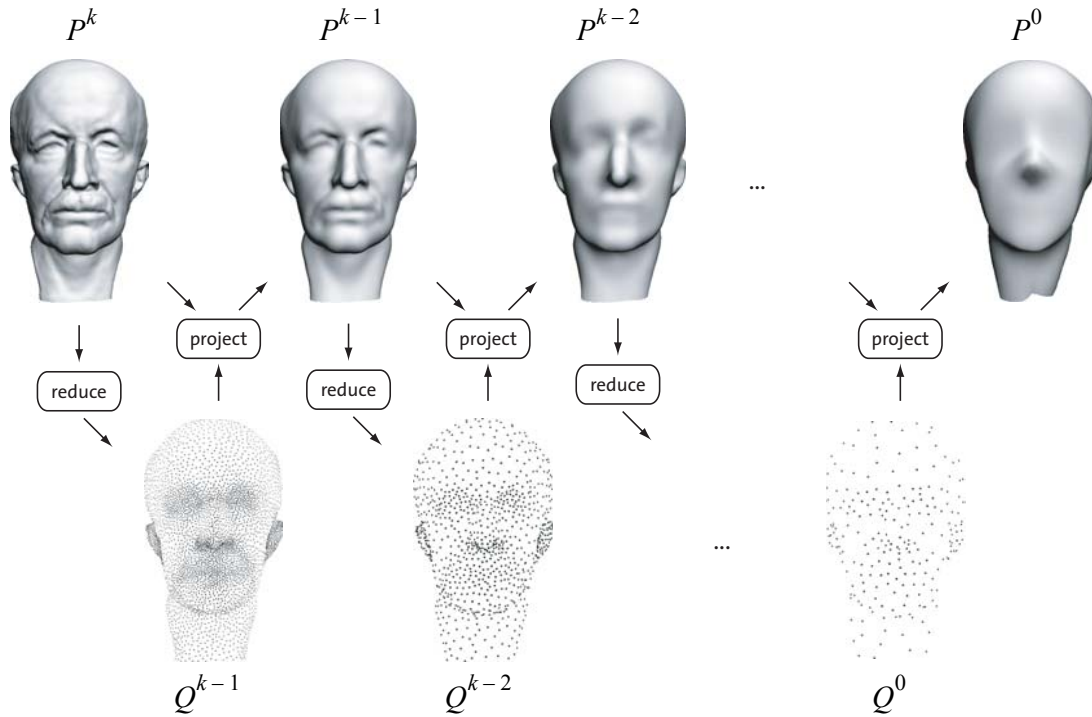 P^k P^{k-1} P^{k-2} P^0
...
project project project
reduce reduce reduce
...
Q^{k-1} Q^{k-2} Q^0